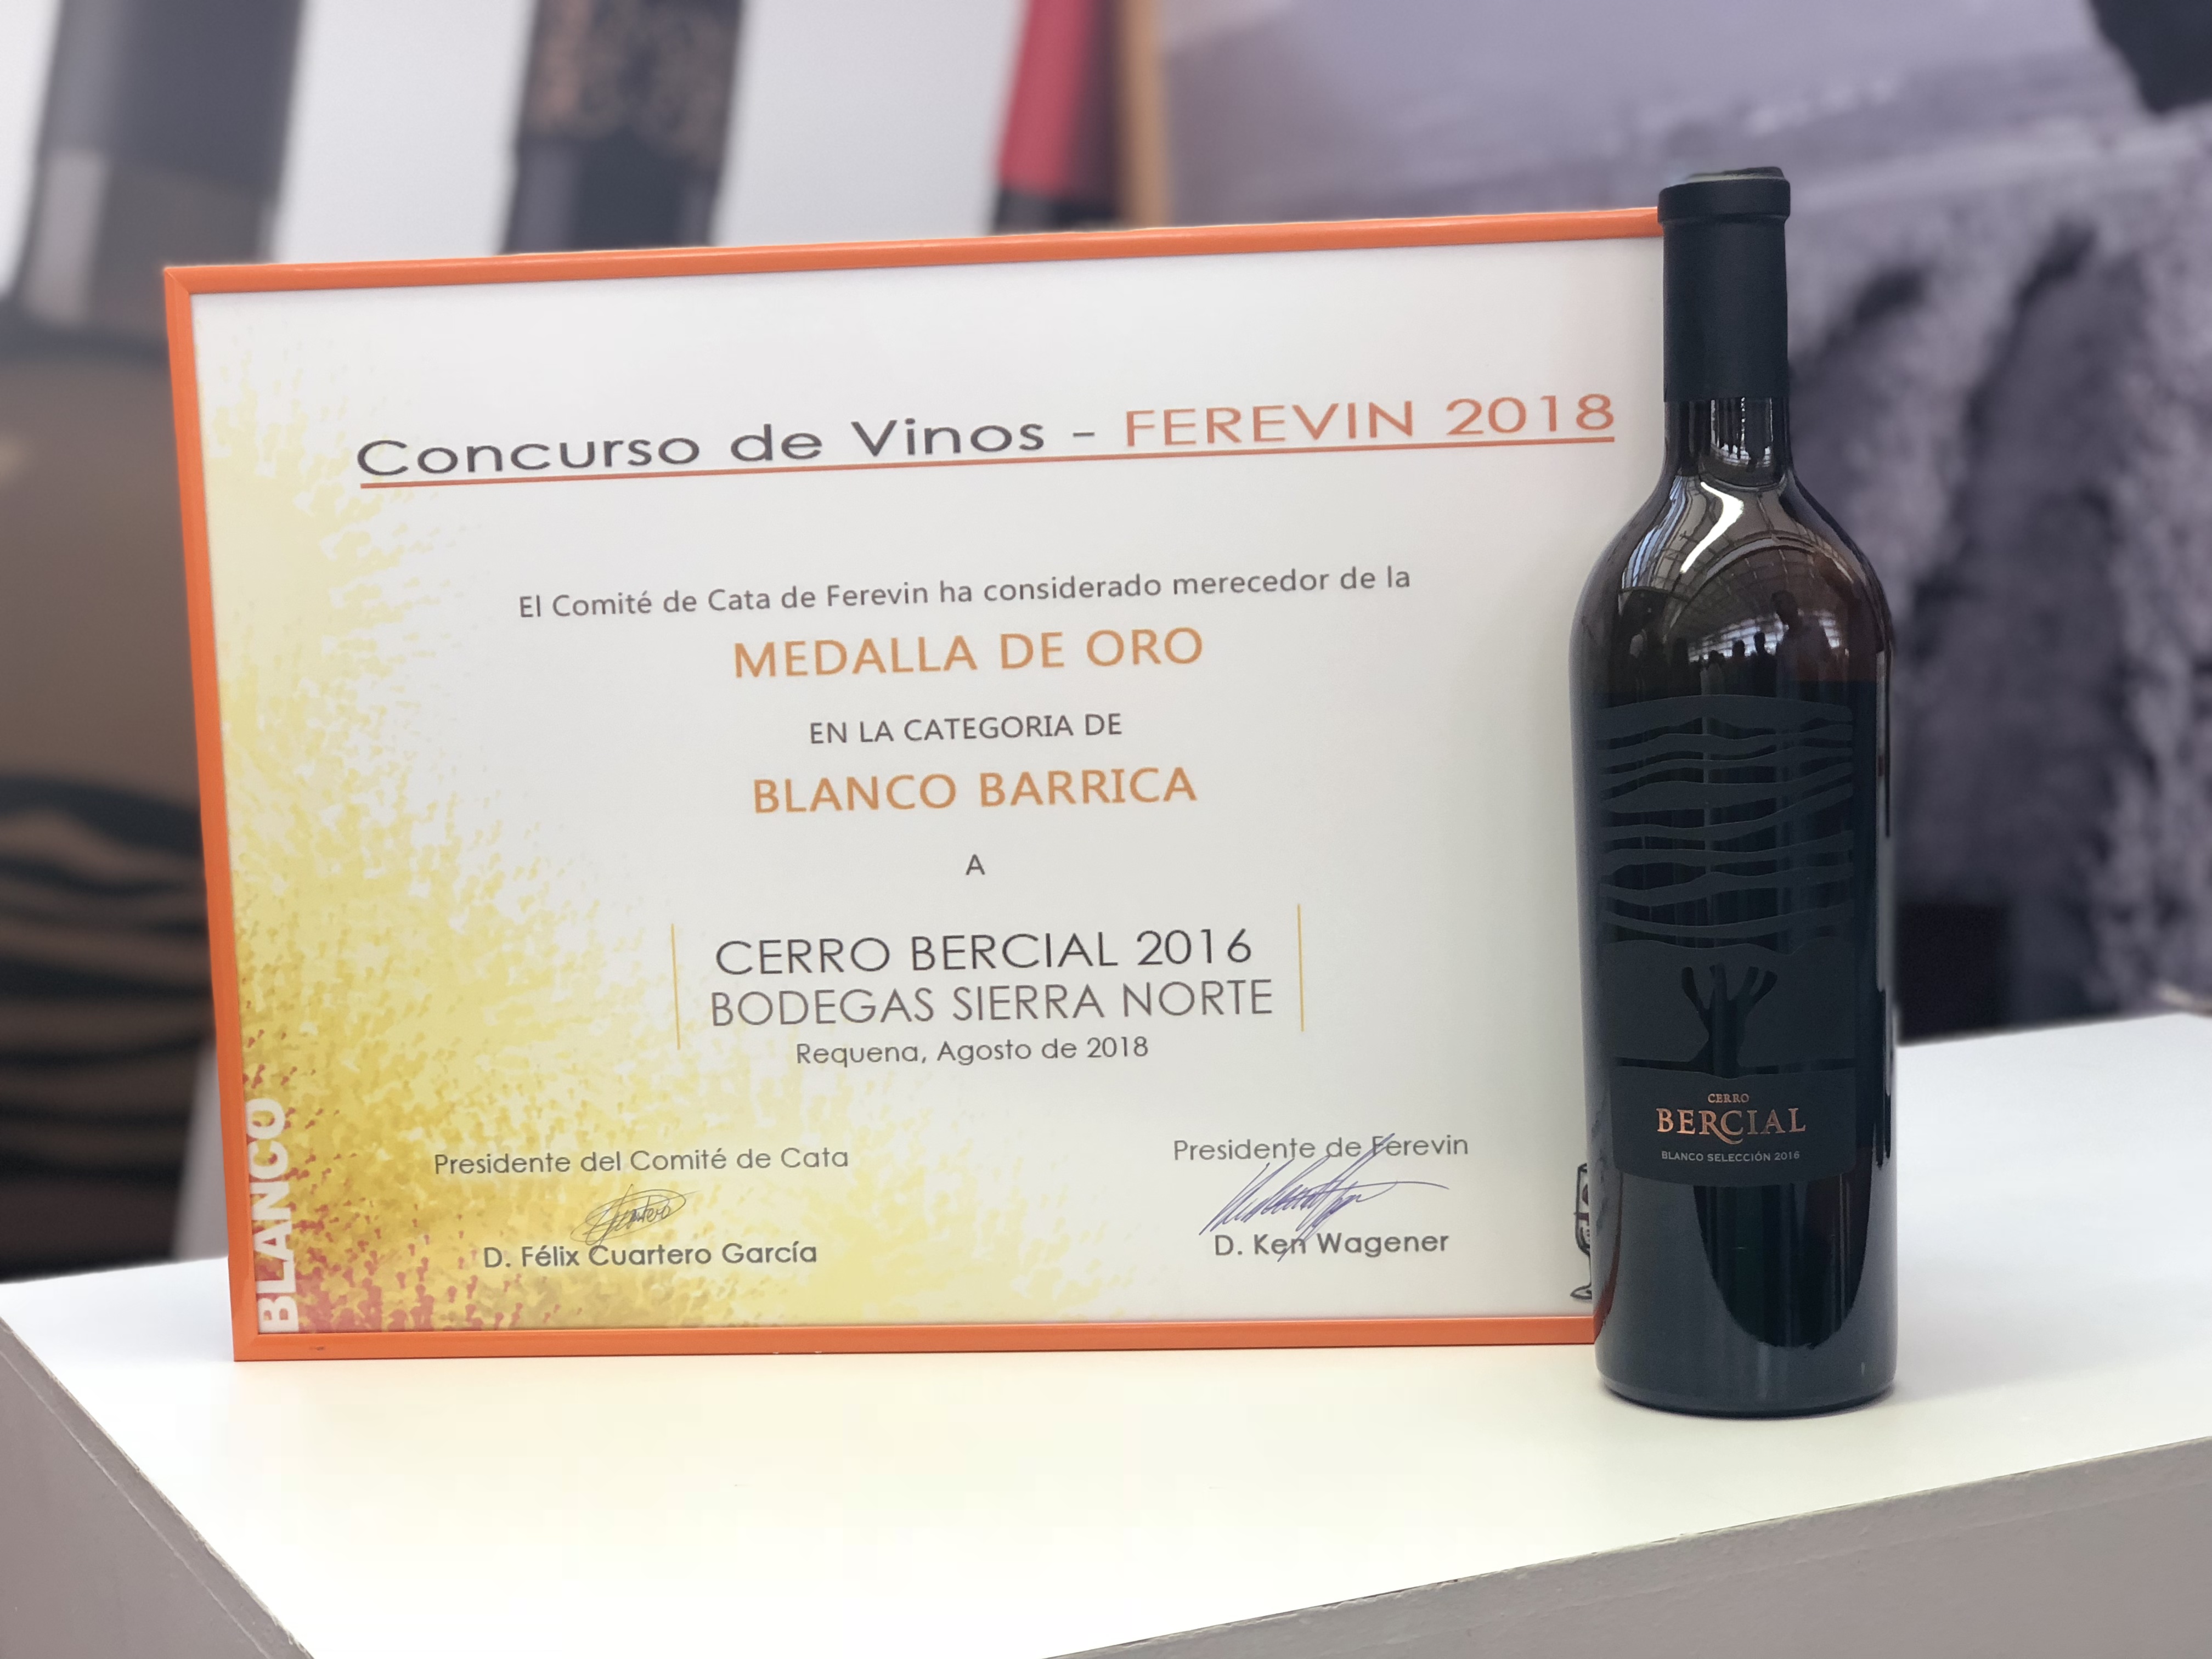 Concurso de Vinos - FEREVIN 2018
El Comité de Cata de Ferevin ha considerado merecedor de la
MEDALLA DE ORO
EN LA CATEGORIA DE
BLANCO BARRICA
A
CERRO BERCIAL 2016
BODEGAS SIERRA NORTE
Requena, Agosto de 2018
Presidente del Comité de Cata
D. Félix Cuartero García
Presidente de Ferevin
D. Ken Wagener
BLANCO
CERRO
BERCIAL
BLANCO SELECCIÓN 2016